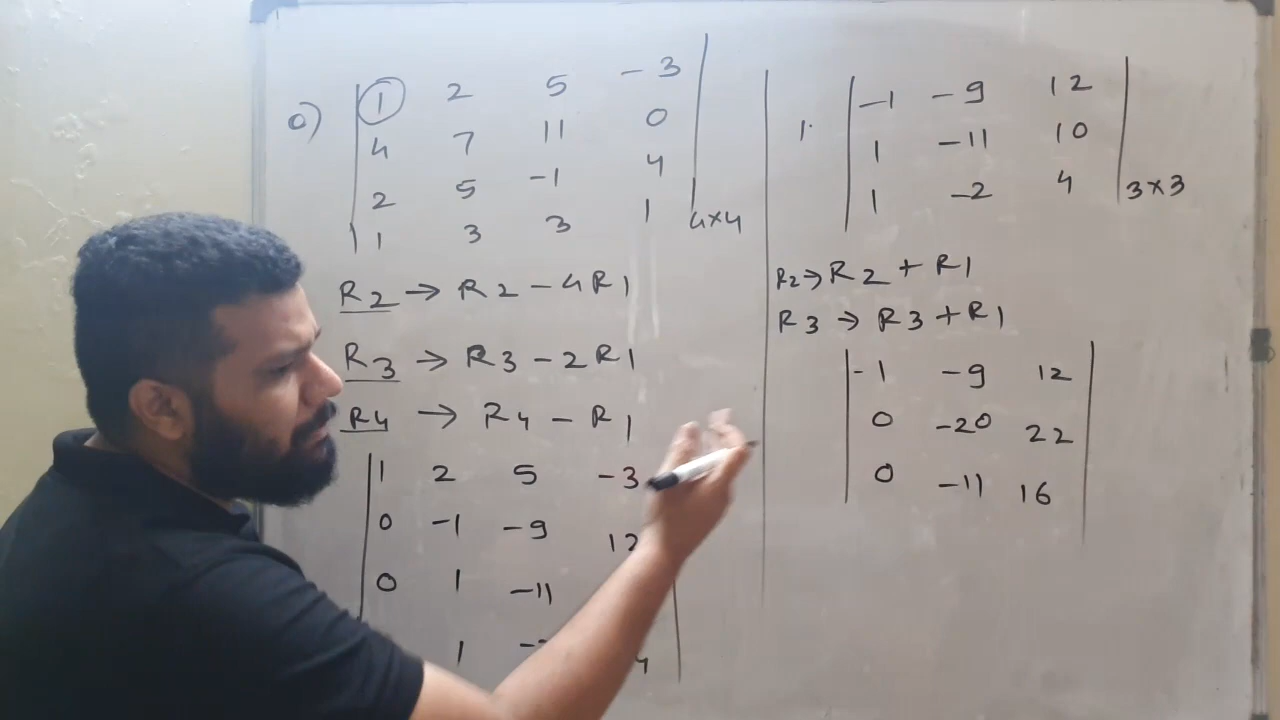 0) | 1 2 5 -3 |
4 7 11 0
2 5 -1 4
1 3 3 1 4×4
R2 → R2 - 4R1
R3 → R3 - 2R1
R4 → R4 - R1
1 2 5 -3
0 -1 -9 12
0 1 -11
1 4
1. | -1 -9 12 |
1 -11 10
1 -2 4 3×3
R2 → R2 + R1
R3 → R3 + R1
-1 -9 12
0 -20 22
0 -11 16